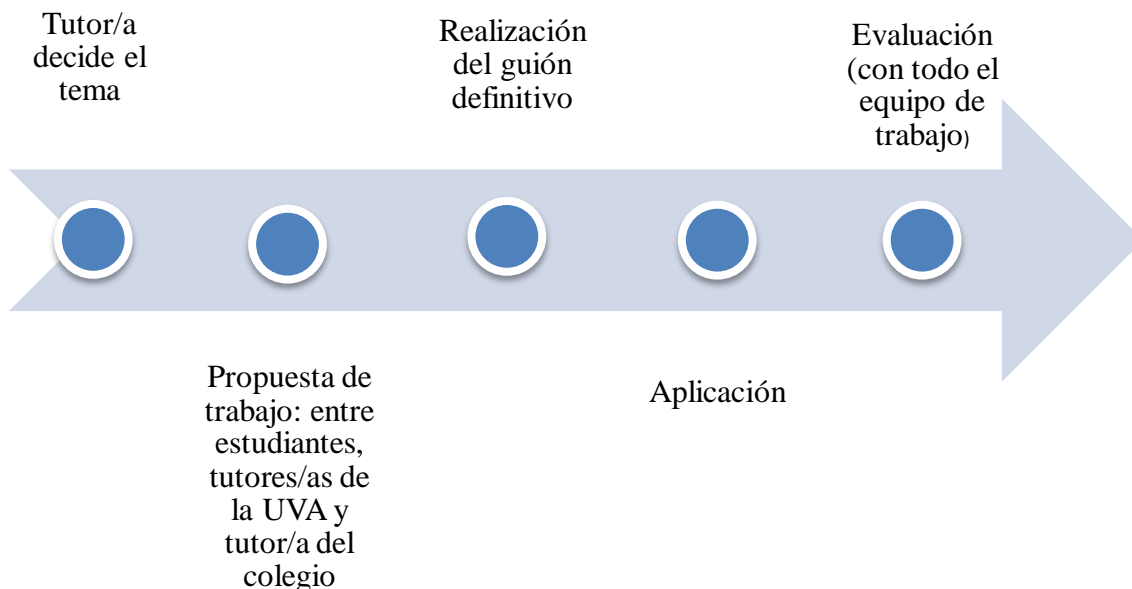 Tutor/a
decide el
tema
Propuesta de
trabajo: entre
estudiantes,
tutores/as de
la UVA y
tutor/a del
colegio
Realización
del guión
definitivo
Aplicación
Evaluación
(con todo el
equipo de
trabajo)